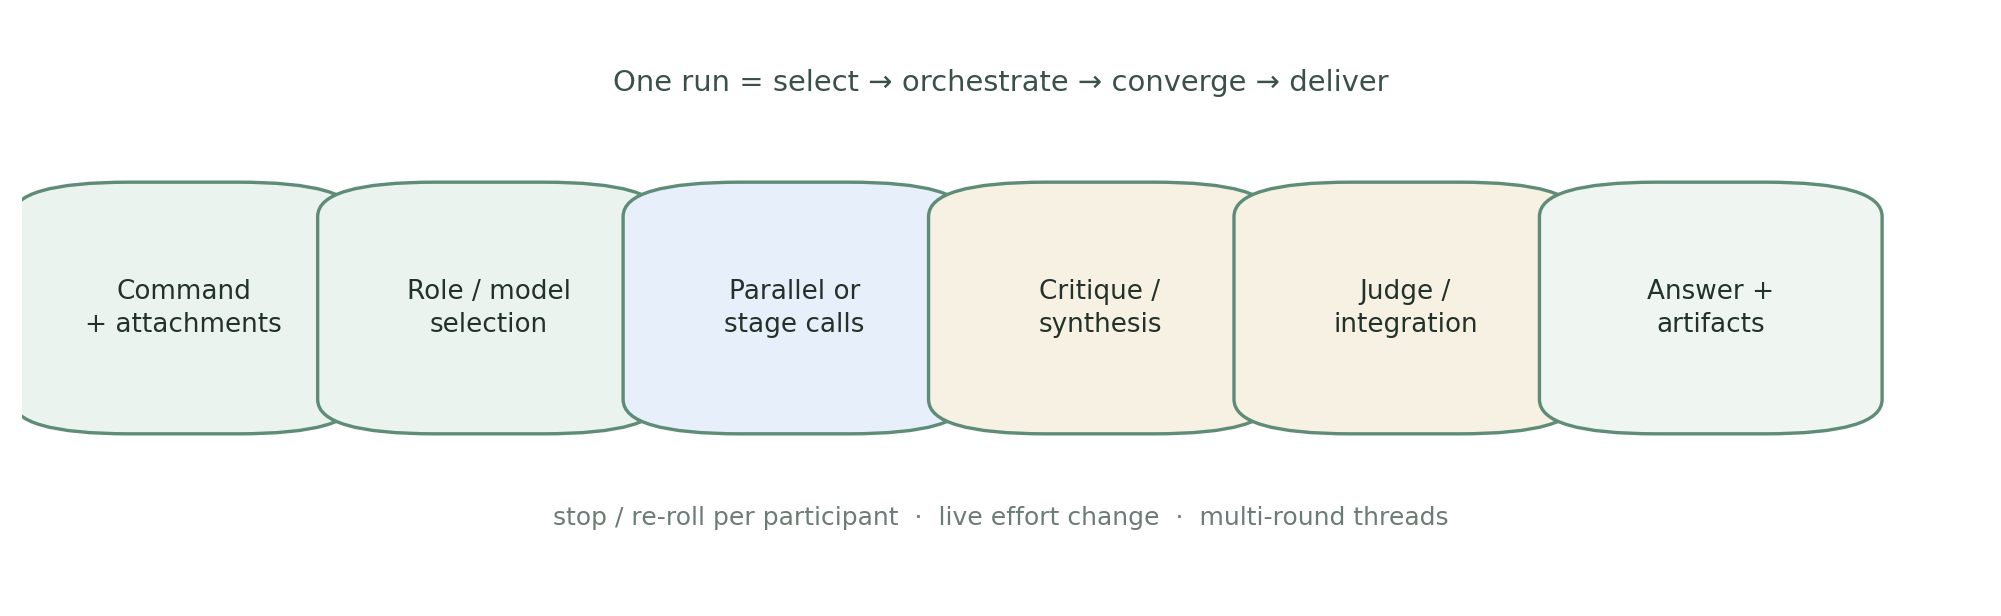 One run = select → orchestrate → converge → deliver
Command
+ attachments
Role / model
selection
Parallel or
stage calls
Critique /
synthesis
Judge /
integration
Answer +
artifacts
stop / re-roll per participant · live effort change · multi-round threads